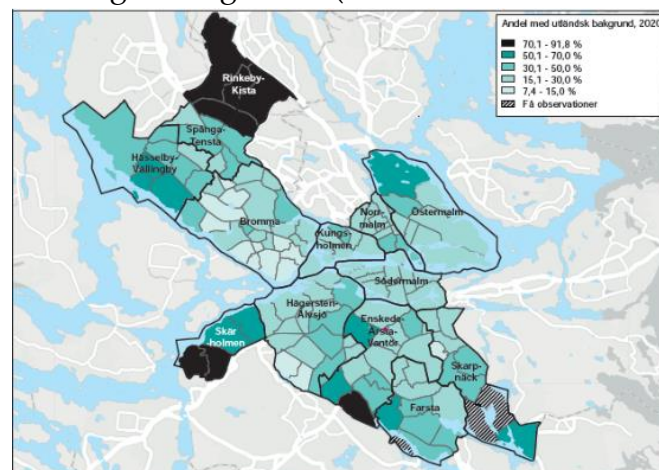 Andel med utländsk bakgrund, 2020
70,1 - 91,8 %
50,1 - 70,0 %
30,1 - 50,0 %
15,1 - 30,0 %
7,4 - 15,0 %
Få observationer
Rinkeby-
Kista
Spånga-
Tensta
Hässelby-
Vällingby
Bromma
Kungs-
holmen
Norr-
malm
Östermalm
Södermalm
Hägersten-
Älvsjö
Enskede-
Årsta-
Vantör
Skär
-holmen
Skarp-
näck
Farsta